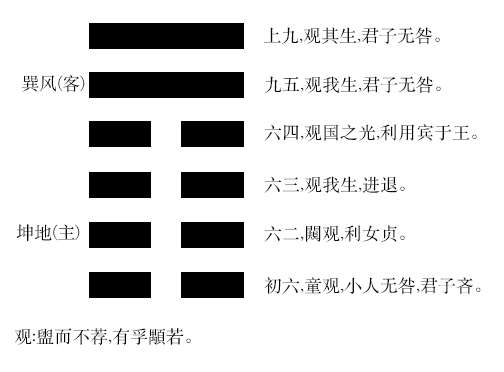 上九,观其生,君子无咎。
巽风(客)
九五,观我生,君子无咎。
六四,观国之光,利用宾于王。
六三,观我生,进退。
坤地(主)
六二,闚观,利女贞。
初六,童观,小人无咎,君子吝。
观:盥而不荐,有孚顒若。